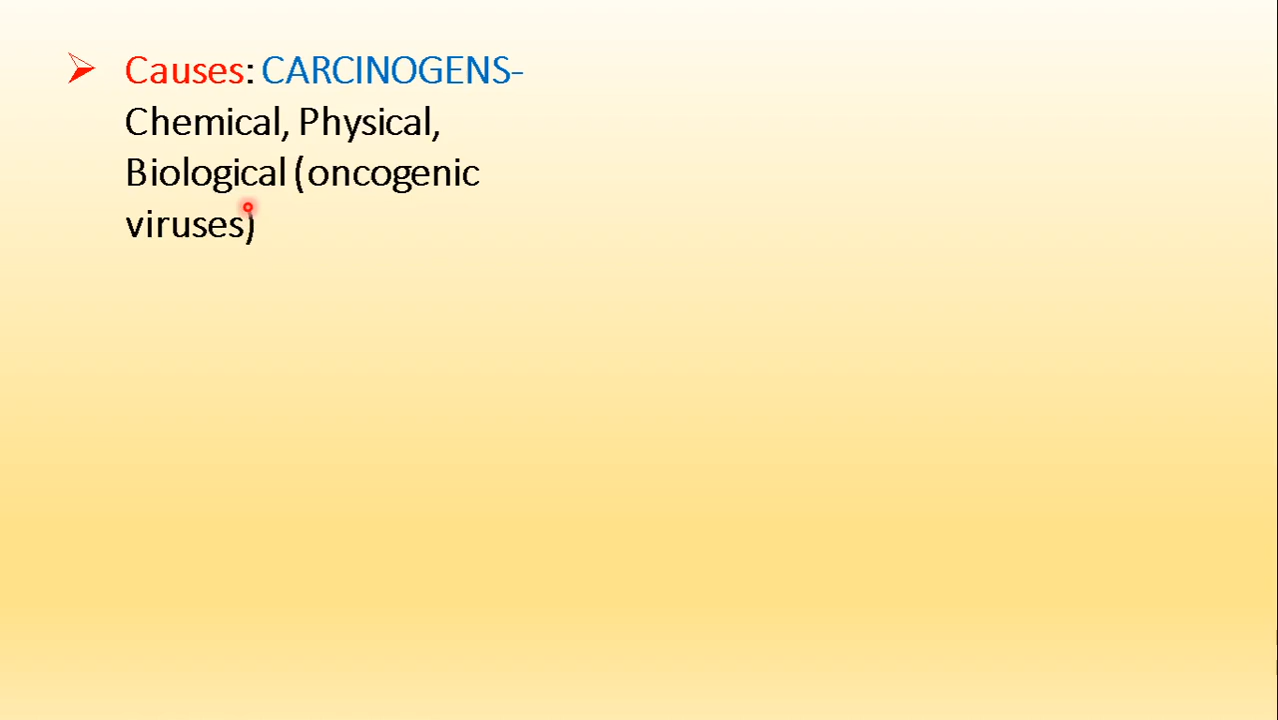 Causes: CARCINOGENS-
Chemical, Physical,
Biological (oncogenic
viruses)